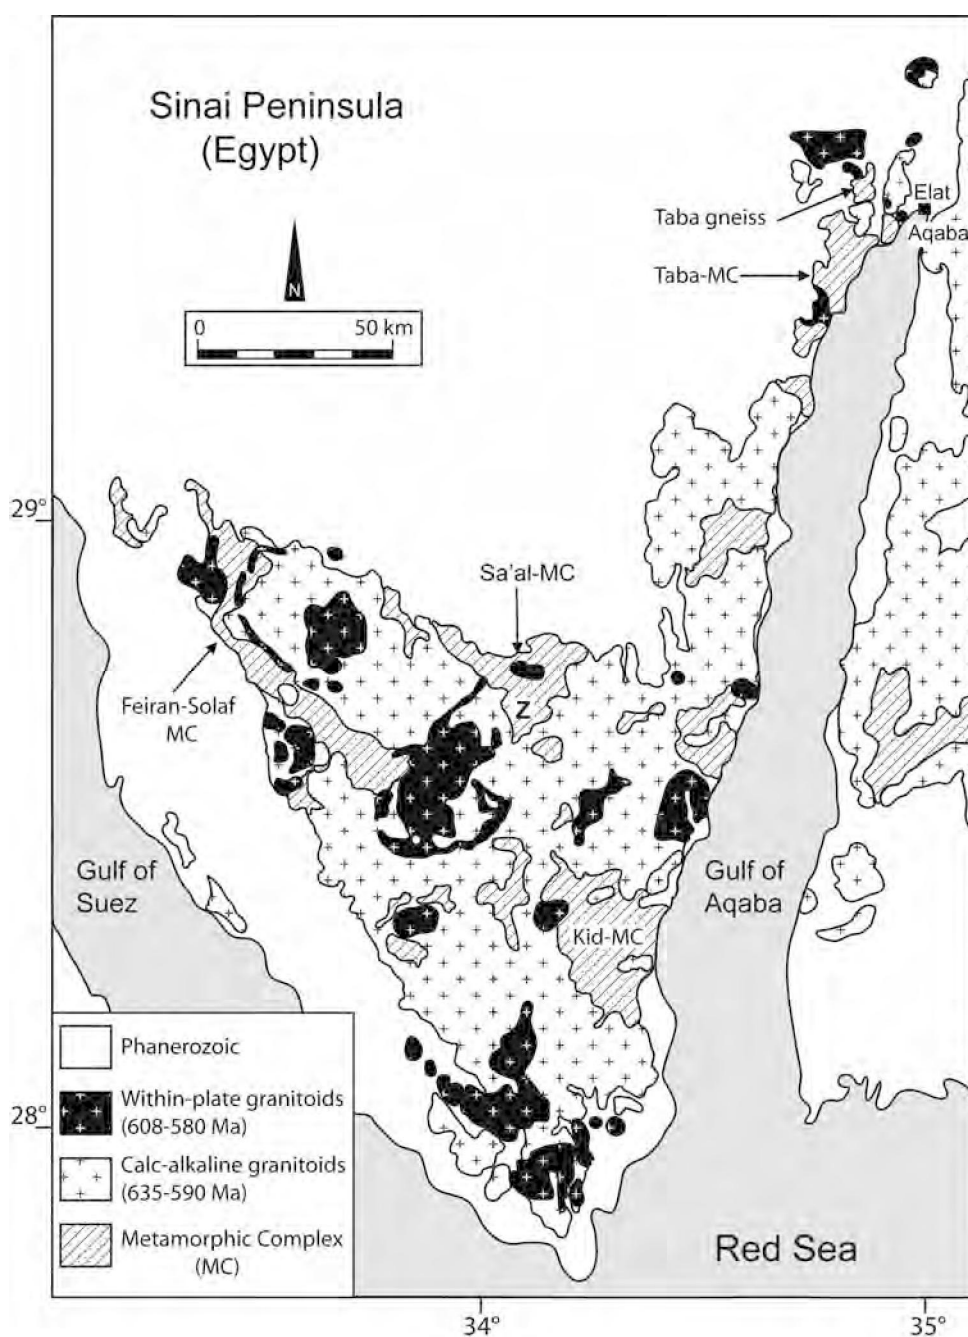 Sinai Peninsula
(Egypt)
N
0 50 km
Elat
Aqaba
Taba gneiss
Taba-MC
29°
Sa'al-MC
Z
Feiran-Solaf
MC
Gulf of
Suez
Gulf of
Aqaba
Kid-MC
28°
Phanerozoic
Within-plate granitoids
(608-580 Ma)
Calc-alkaline granitoids
(635-590 Ma)
Metamorphic Complex
(MC)
Red Sea
34°
35°